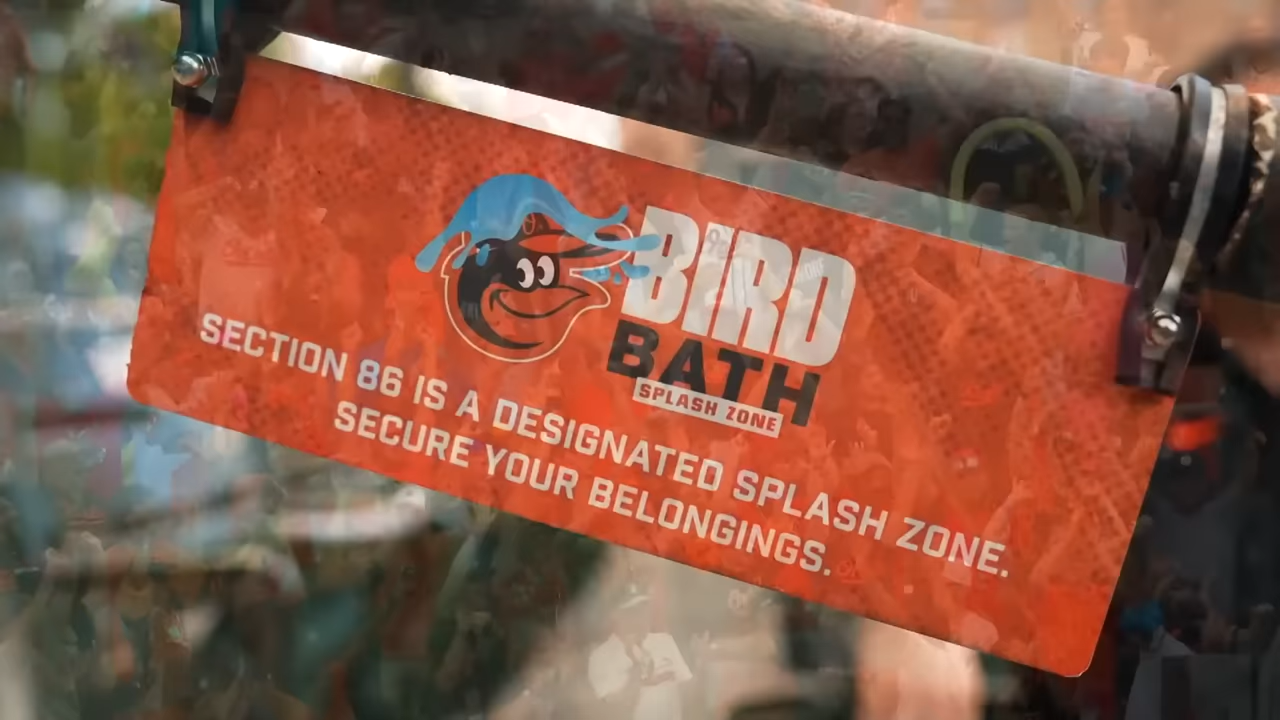 BIRD
BATH
SPLASH ZONE
SECTION 86 IS A DESIGNATED SPLASH ZONE.
SECURE YOUR BELONGINGS.